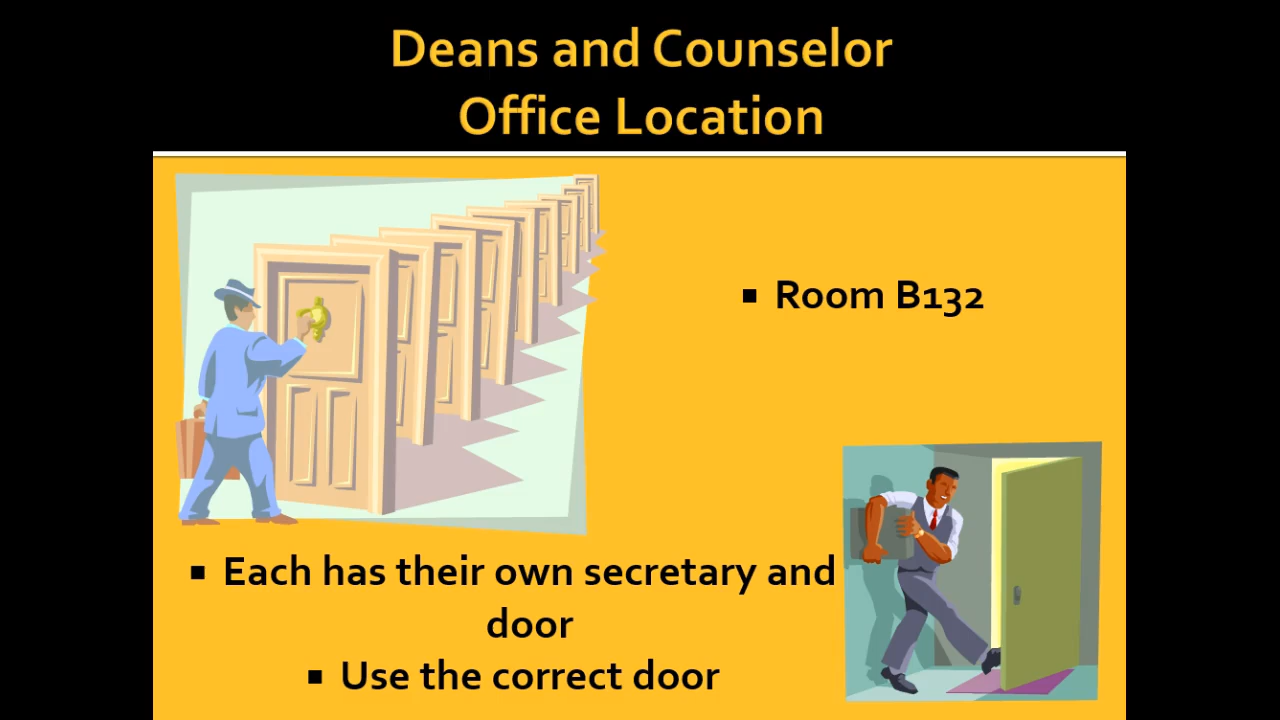 Deans and Counselor
Office Location
▪ Room B132
▪ Each has their own secretary and
door
▪ Use the correct door